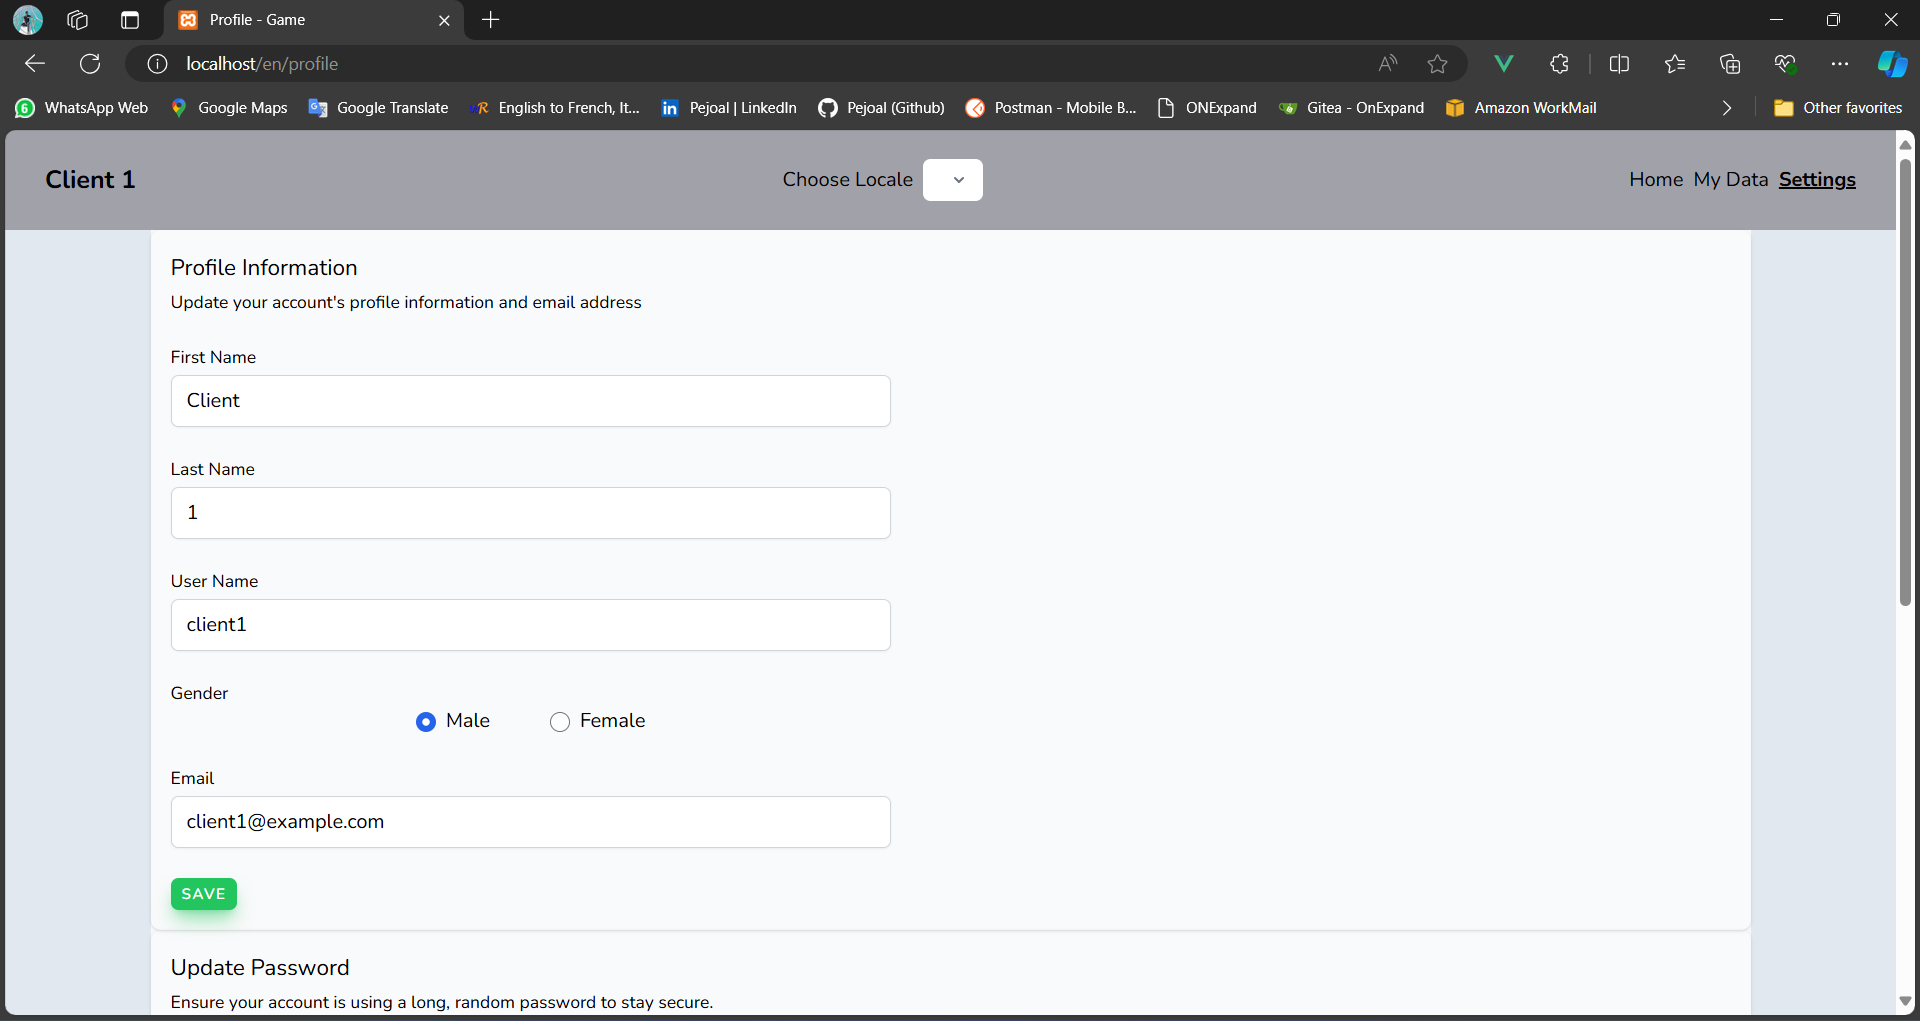 Profile - Game
localhost/en/profile
WhatsApp Web Google Maps Google Translate English to French, It... Pejoal | LinkedIn Pejoal (Github) Postman - Mobile B... ONExpand Gitea - OnExpand Amazon WorkMail Other favorites
Client 1 Choose Locale Home My Data Settings
Profile Information
Update your account's profile information and email address
First Name
Client
Last Name
1
User Name
client1
Gender
Male Female
Email
client1@example.com
SAVE
Update Password
Ensure your account is using a long, random password to stay secure.